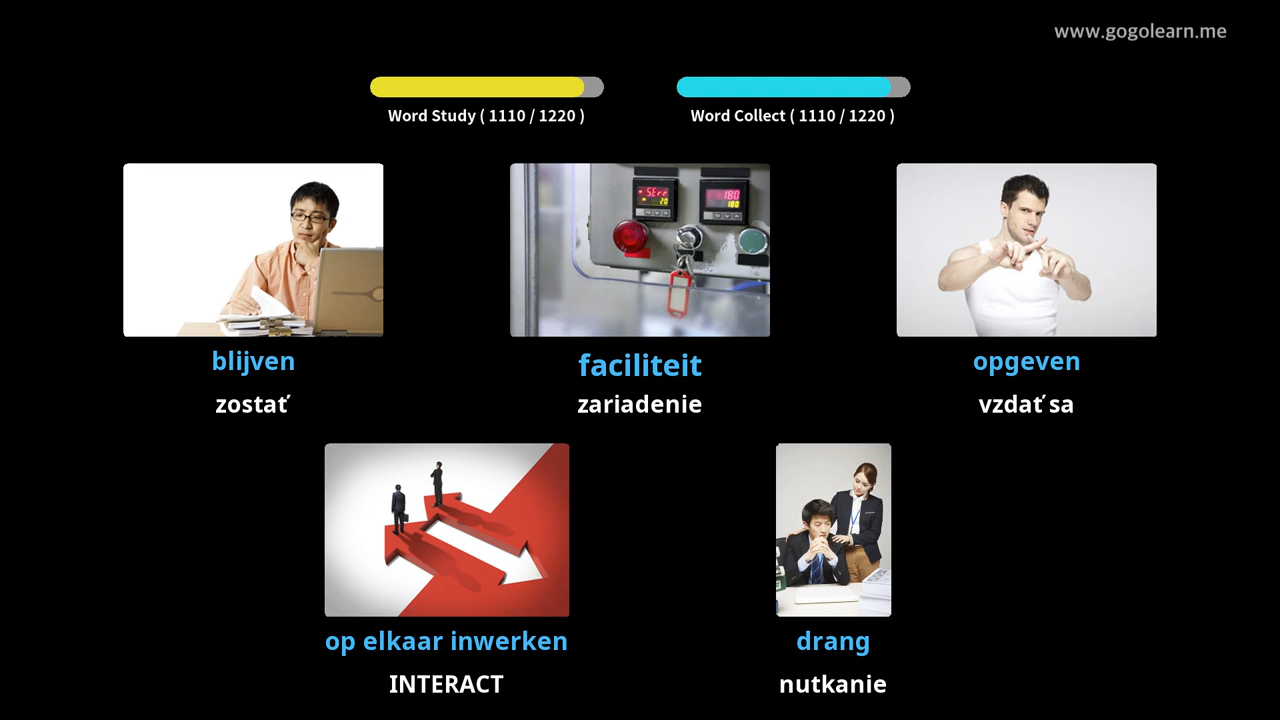 www.gogolearn.me
Word Study ( 1110 / 1220 )
Word Collect ( 1110 / 1220 )
blijven
faciliteit
opgeven
zostať
zariadenie
vzdať sa
op elkaar inwerken
drang
INTERACT
nutkanie